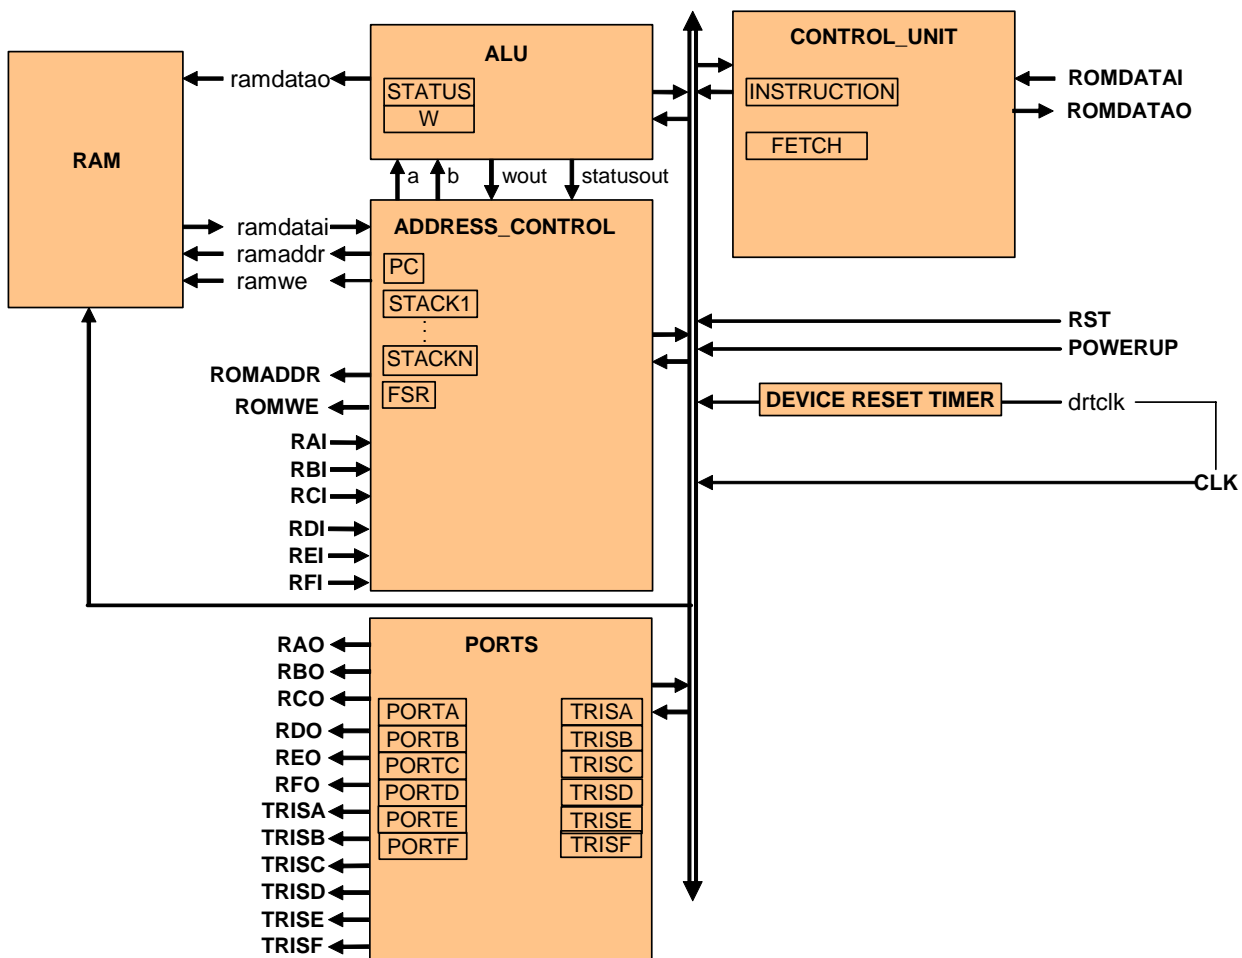 RAM
ramdatao
ALU
STATUS
W
CONTROL_UNIT
INSTRUCTION
FETCH
ROMDATAI
ROMDATAO
a
b
wout
statusout
ramdatai
ramaddr
ramwe
ADDRESS_CONTROL
PC
STACK1
STACKN
FSR
ROMADDR
ROMWE
RAI
RBI
RCI
RDI
REI
RFI
RST
POWERUP
DEVICE RESET TIMER
drtclk
CLK
PORTS
RAO
RBO
RCO
RDO
REO
RFO
TRISA
TRISB
TRISC
TRISD
TRISE
TRISF
PORTA
PORTB
PORTC
PORTD
PORTE
PORTF
TRISA
TRISB
TRISC
TRISD
TRISE
TRISF